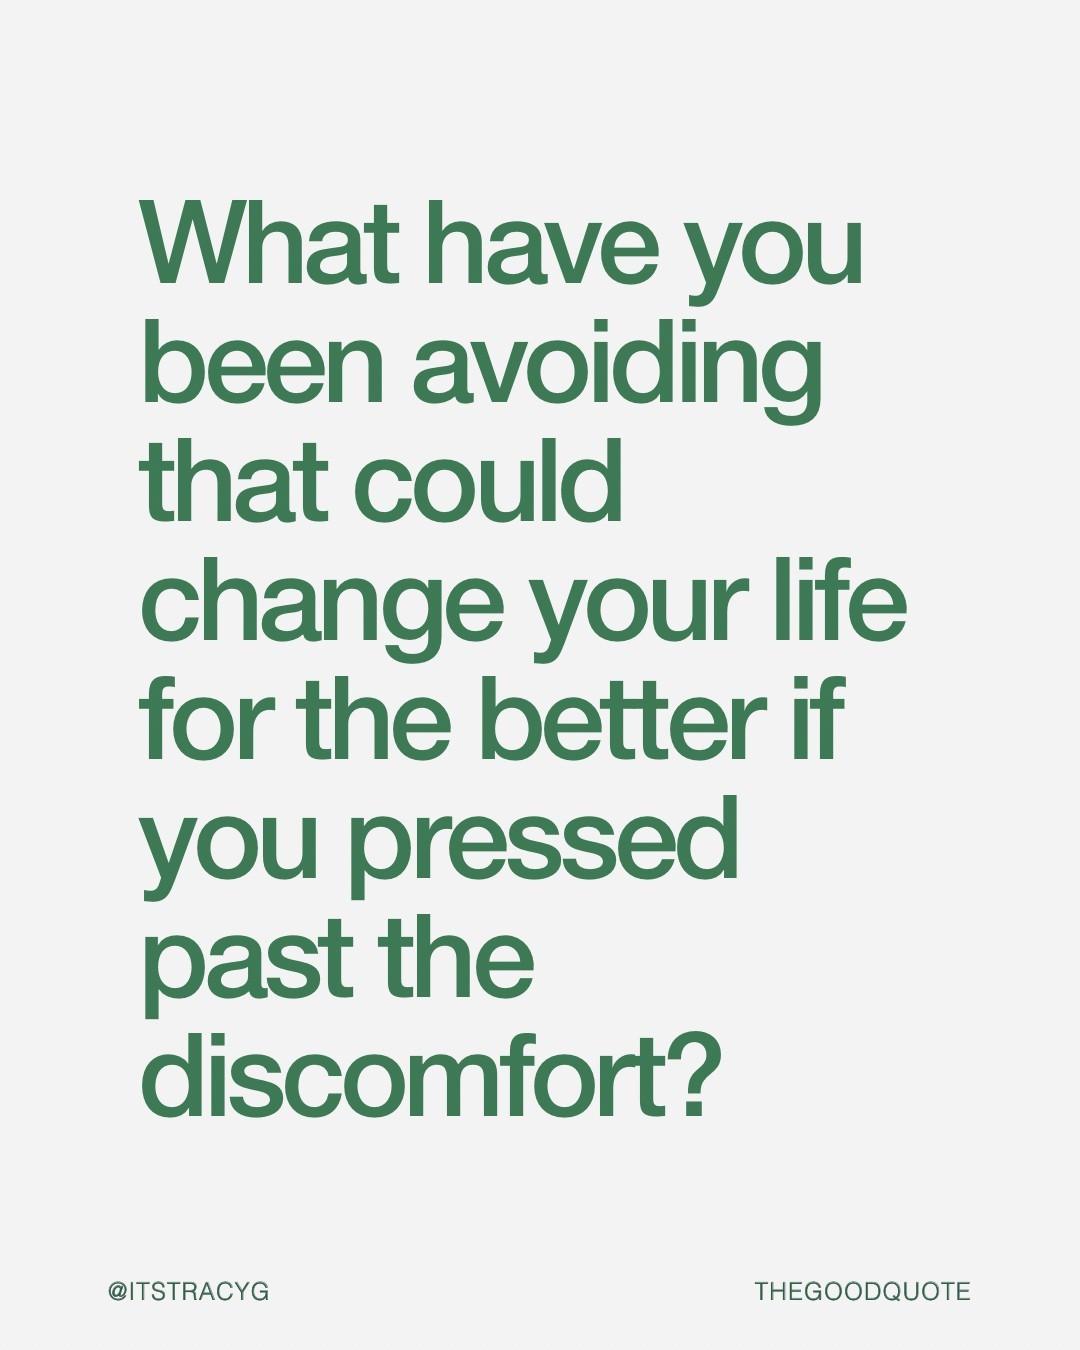 What have you
been avoiding
that could
change your life
for the better if
you pressed
past the
discomfort?
@ITSTRACYG
THEGOODQUOTE